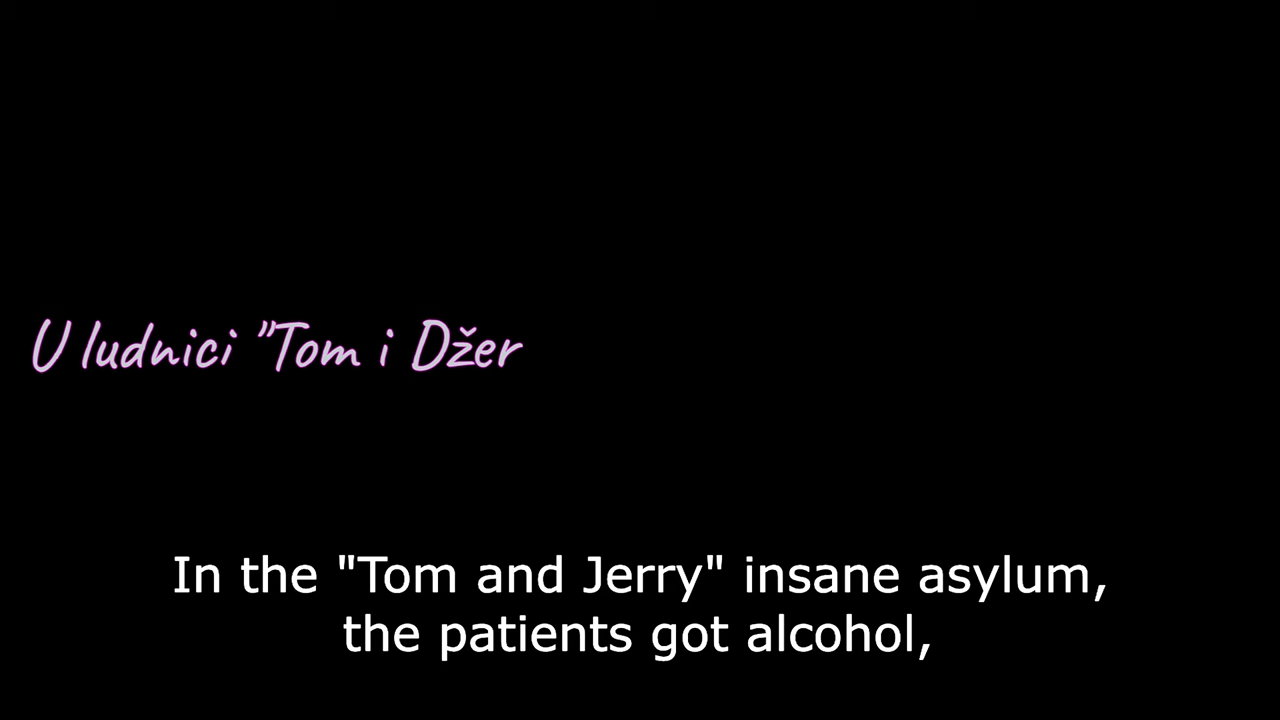 U ludnici "Tom i Džer
In the "Tom and Jerry" insane asylum,
the patients got alcohol,